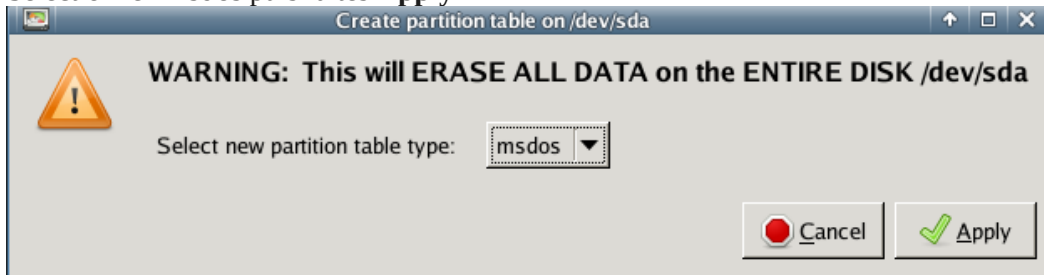 Create partition table on /dev/sda
WARNING: This will ERASE ALL DATA on the ENTIRE DISK /dev/sda
Select new partition table type: msdos
Cancel Apply